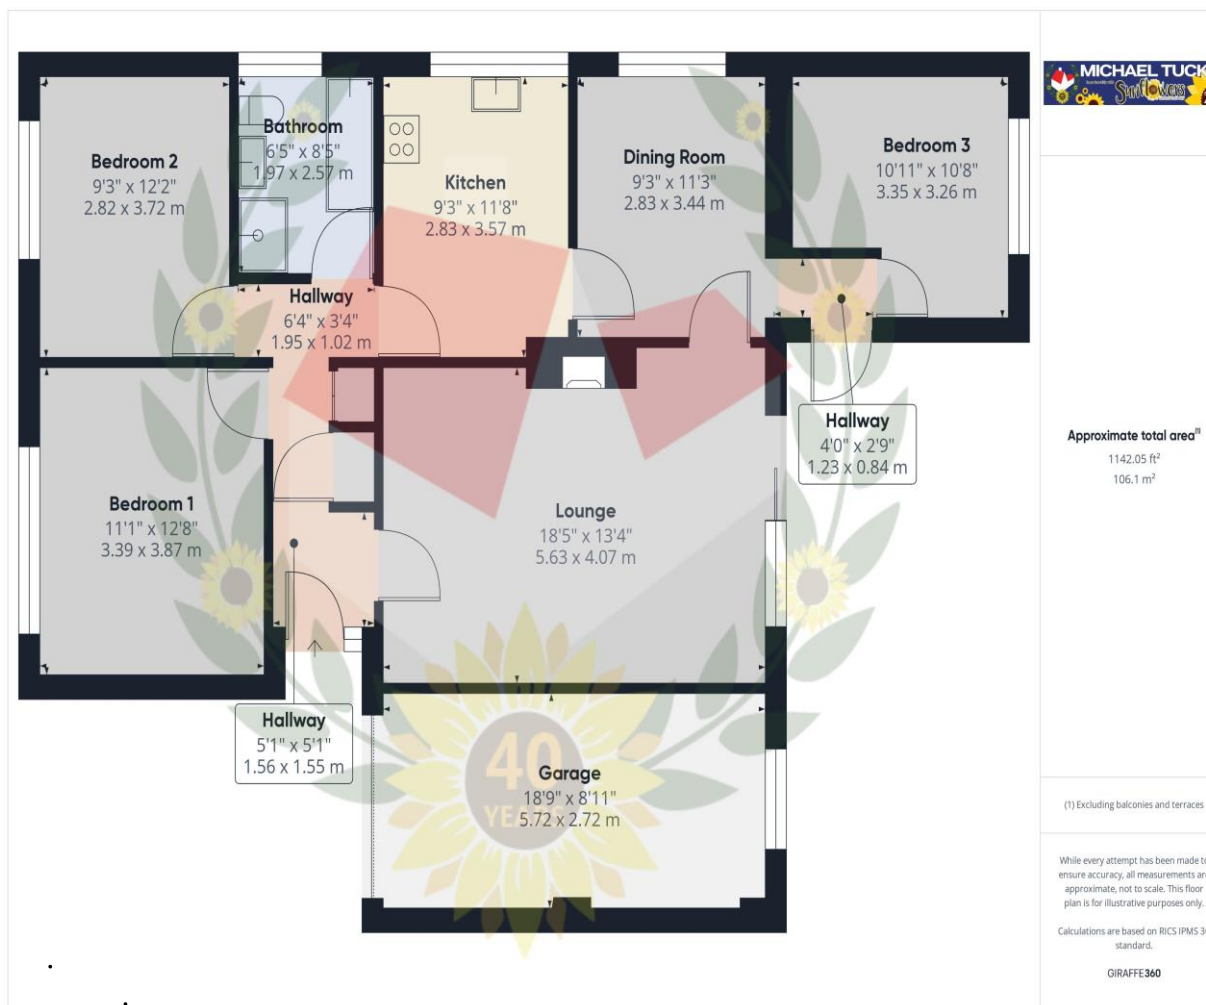 MICHAEL TUCK
Sunflowers
Bedroom 2
9'3" x 12'2"
2.82 x 3.72 m
Bathroom
6'5" x 8'5"
1.97 x 2.57 m
Kitchen
9'3" x 11'8"
2.83 x 3.57 m
Dining Room
9'3" x 11'3"
2.83 x 3.44 m
Bedroom 3
10'11" x 10'8"
3.35 x 3.26 m
Hallway
6'4" x 3'4"
1.95 x 1.02 m
Hallway
4'0" x 2'9"
1.23 x 0.84 m
Bedroom 1
11'1" x 12'8"
3.39 x 3.87 m
Lounge
18'5" x 13'4"
5.63 x 4.07 m
Hallway
5'1" x 5'1"
1.56 x 1.55 m
40
YEARS
Garage
18'9" x 8'11"
5.72 x 2.72 m
Approximate total area(1)
1142.05 ft²
106.1 m²
(1) Excluding balconies and terraces
While every attempt has been made to
ensure accuracy, all measurements are
approximate, not to scale. This floor
plan is for illustrative purposes only.
Calculations are based on RICS IPMS 3
standard.
GIRAFFE360